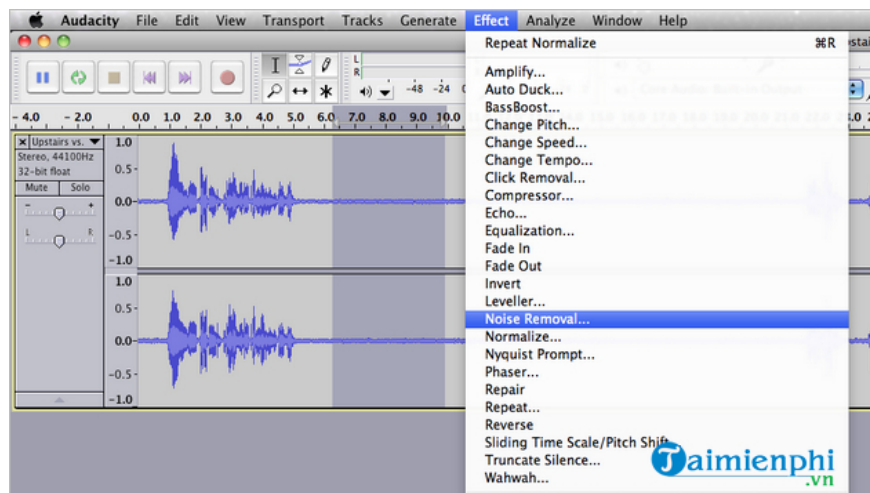 Audacity File Edit View Transport Tracks Generate Effect Analyze Window Help
Repeat Normalize ⌘R
L
R
-48 -24
- 4.0 - 2.0 0.0 1.0 2.0 3.0 4.0 5.0 6.0 7.0 8.0 9.0 10.0
Upstairs vs.
Stereo, 44100Hz
32-bit float
Mute Solo
- +
L R
1.0
0.5-
0.0-
-0.5-
-1.0
1.0
0.5-
0.0-
-0.5-
-1.0
Amplify...
Auto Duck...
BassBoost...
Change Pitch...
Change Speed...
Change Tempo...
Click Removal...
Compressor...
Echo...
Equalization...
Fade In
Fade Out
Invert
Leveller...
Noise Removal...
Normalize...
Nyquist Prompt...
Phaser...
Repair
Repeat...
Reverse
Sliding Time Scale/Pitch Shift...
Truncate Silence...
Wahwah...
Taimienphi
.vn